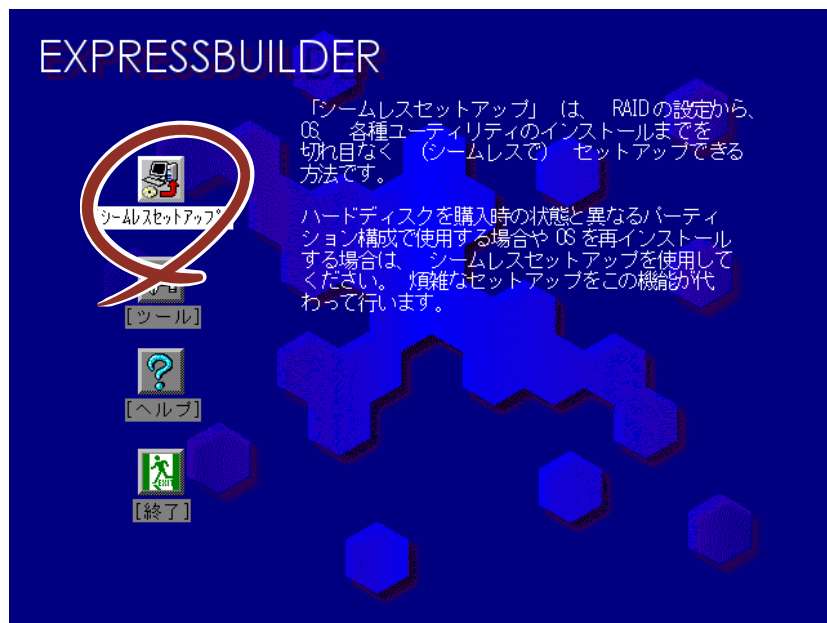 EXPRESSBUILDER
「シームレスセットアップ」 は、 RAIDの設定から、
OS、 各種ユーティリティのインストールまでを
切れ目なく （シームレスで） セットアップできる
方法です。
ハードディスクを購入時の状態と異なるパーティ
ション構成で使用する場合や OS を再インストール
する場合は、 シームレスセットアップを使用して
ください。 煩雑なセットアップをこの機能が代
わって行います。
シームレスセットアップ
[ツール]
[ヘルプ]
EXIT
[終了]